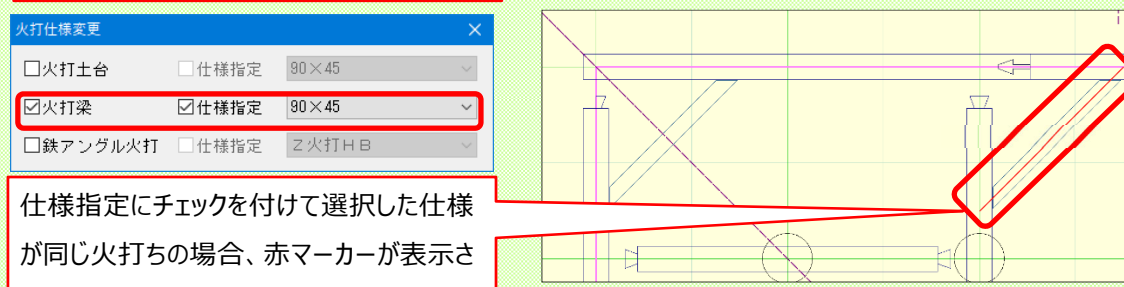 火打仕様変更
□火打土台 □仕様指定 90×45
☑火打梁 ☑仕様指定 90×45
□鉄アングル火打 □仕様指定 Z火打HB
仕様指定にチェックを付けて選択した仕様
が同じ火打ちの場合、赤マーカーが表示さ